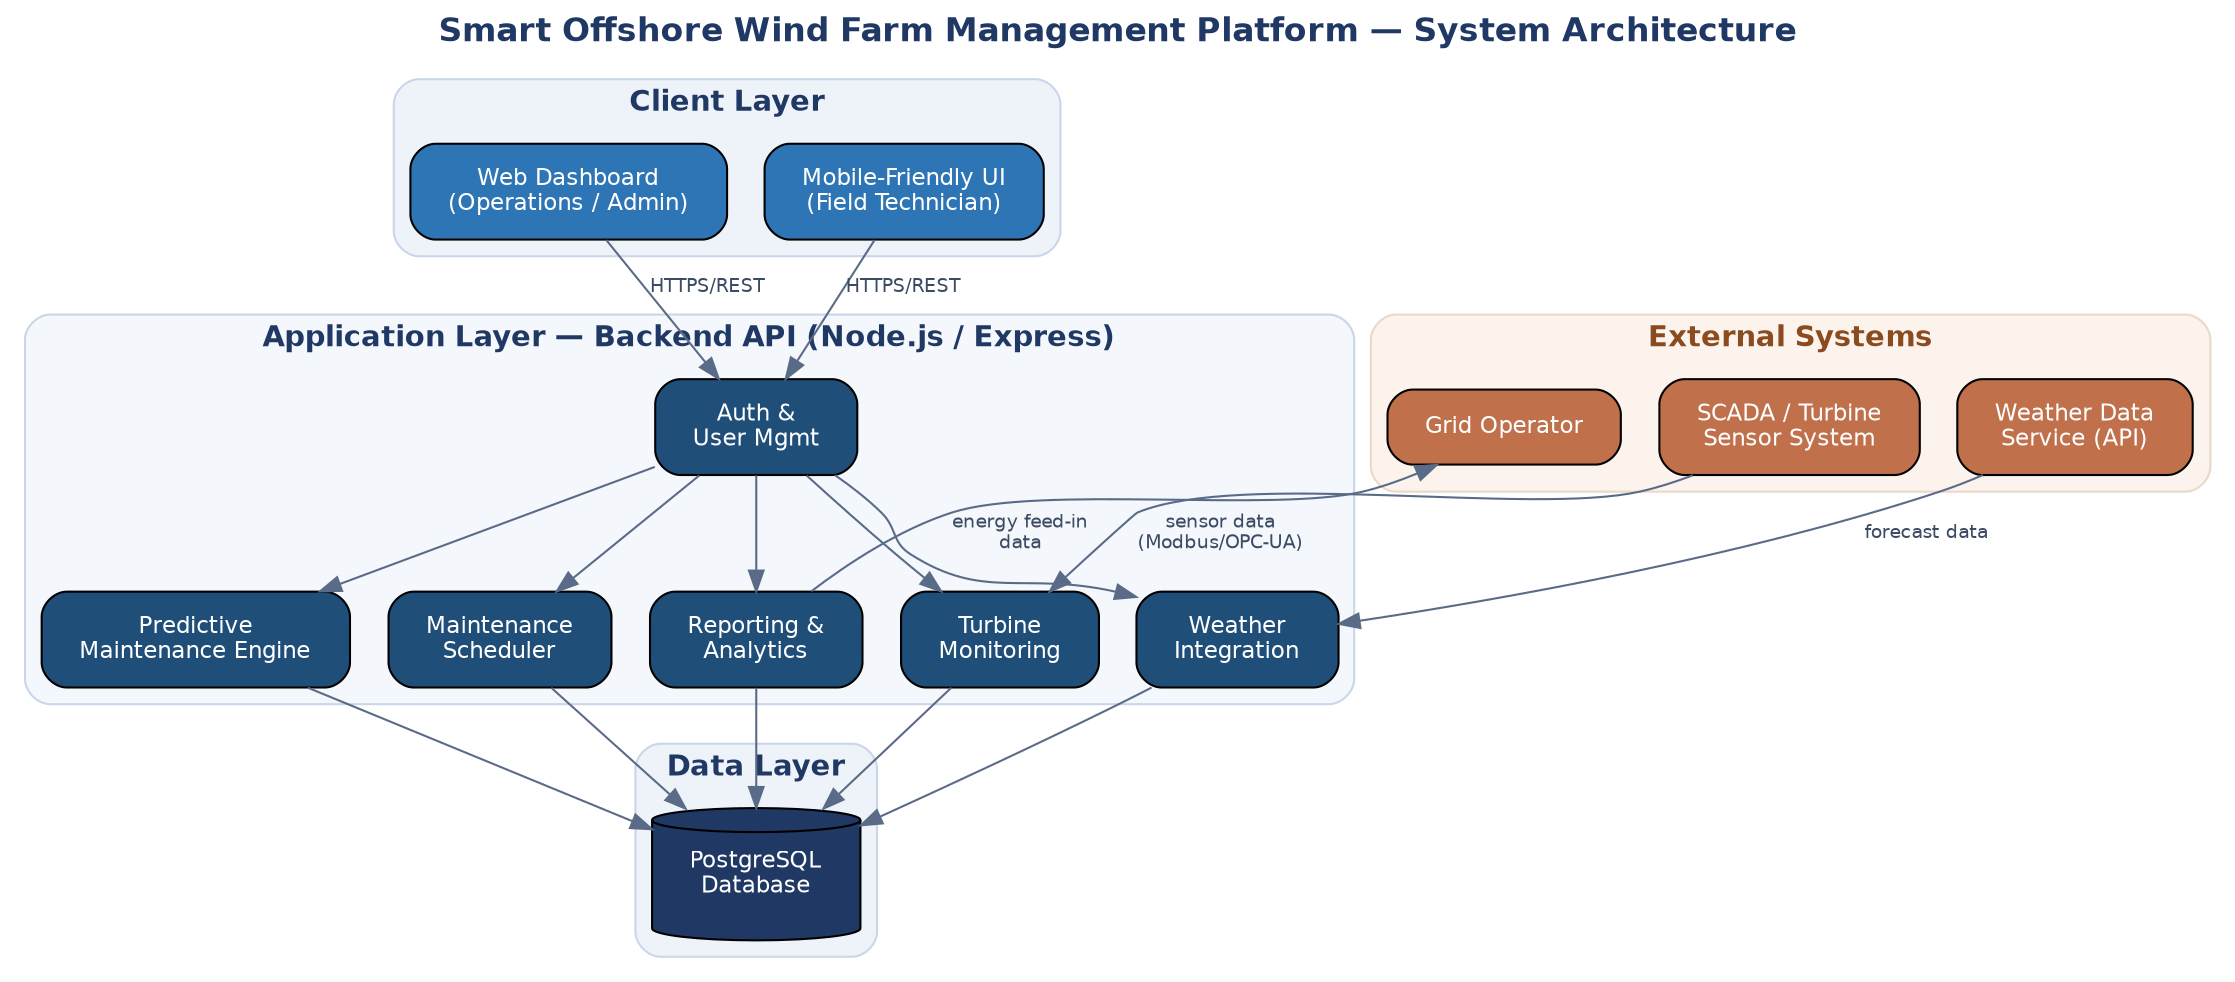 Smart Offshore Wind Farm Management Platform — System Architecture
Client Layer
Web Dashboard
(Operations / Admin)
Mobile-Friendly UI
(Field Technician)
HTTPS/REST
HTTPS/REST
Application Layer — Backend API (Node.js / Express)
Auth &
User Mgmt
External Systems
Grid Operator
SCADA / Turbine
Sensor System
Weather Data
Service (API)
energy feed-in
data
sensor data
(Modbus/OPC-UA)
forecast data
Predictive
Maintenance Engine
Maintenance
Scheduler
Reporting &
Analytics
Turbine
Monitoring
Weather
Integration
Data Layer
PostgreSQL
Database